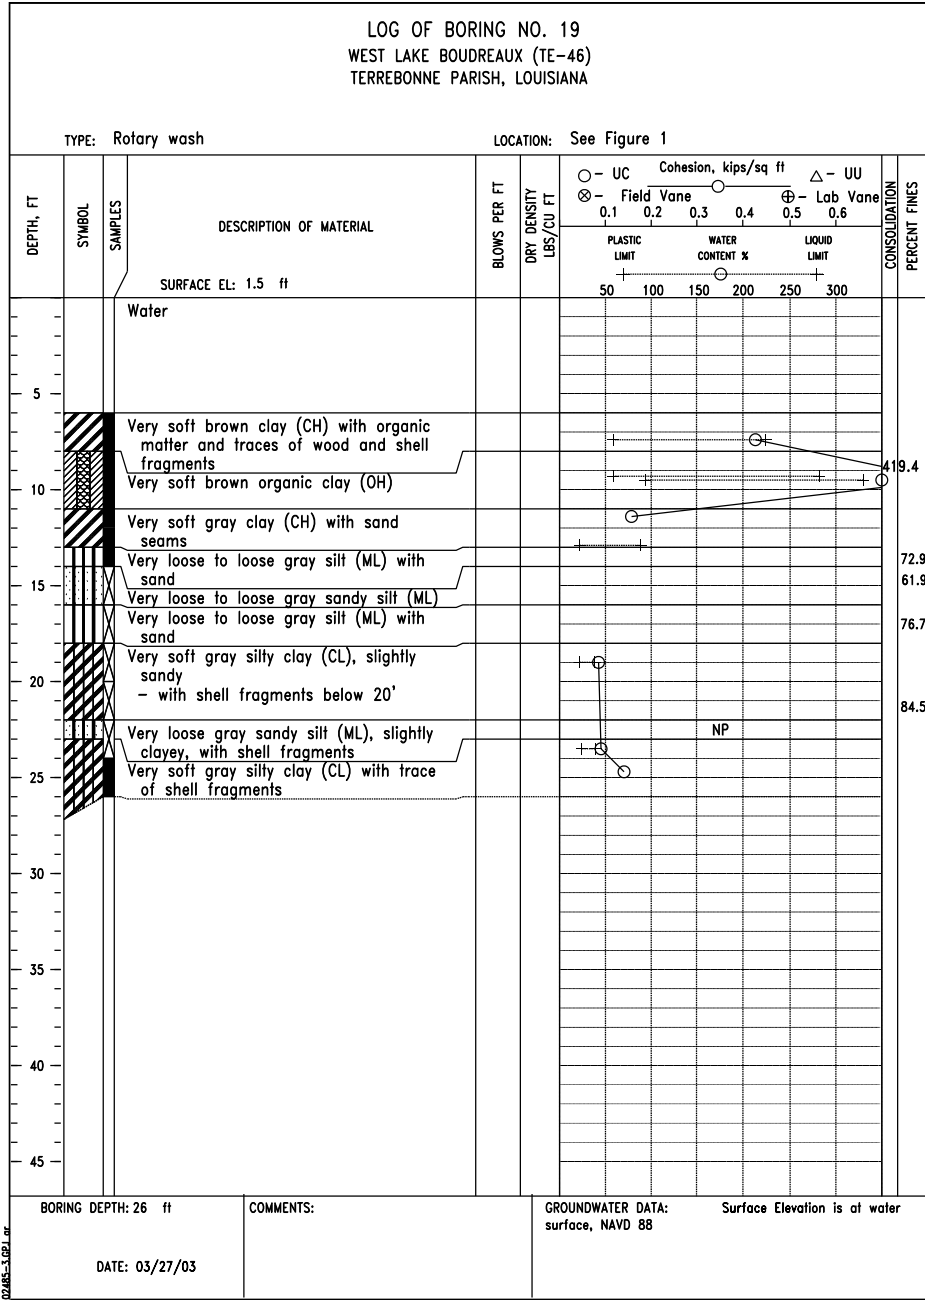 LOG OF BORING NO. 19
WEST LAKE BOUDREAUX (TE-46)
TERREBONNE PARISH, LOUISIANA
TYPE: Rotary wash
LOCATION: See Figure 1
DEPTH, FT
SYMBOL
SAMPLES
DESCRIPTION OF MATERIAL
SURFACE EL: 1.5 ft
BLOWS PER FT
DRY DENSITY
LBS/CU FT
- UC
Cohesion, kips/sq ft
- UU
- Field Vane
- Lab Vane
0.1 0.2 0.3 0.4 0.5 0.6
PLASTIC LIMIT
WATER CONTENT %
LIQUID LIMIT
50 100 150 200 250 300
CONSOLIDATION
PERCENT FINES
Water
5
Very soft brown clay (CH) with organic
matter and traces of wood and shell
fragments
419.4
Very soft brown organic clay (OH)
10
Very soft gray clay (CH) with sand
seams
Very loose to loose gray silt (ML) with
sand
72.9
15
61.9
Very loose to loose gray sandy silt (ML)
Very loose to loose gray silt (ML) with
sand
76.7
Very soft gray silty clay (CL), slightly
sandy
20
- with shell fragments below 20'
84.5
NP
Very loose gray sandy silt (ML), slightly
clayey, with shell fragments
Very soft gray silty clay (CL) with trace
of shell fragments
25
30
35
40
45
BORING DEPTH: 26 ft
DATE: 03/27/03
COMMENTS:
GROUNDWATER DATA: Surface Elevation is at water
surface, NAVD 88
02485-3.GPJ